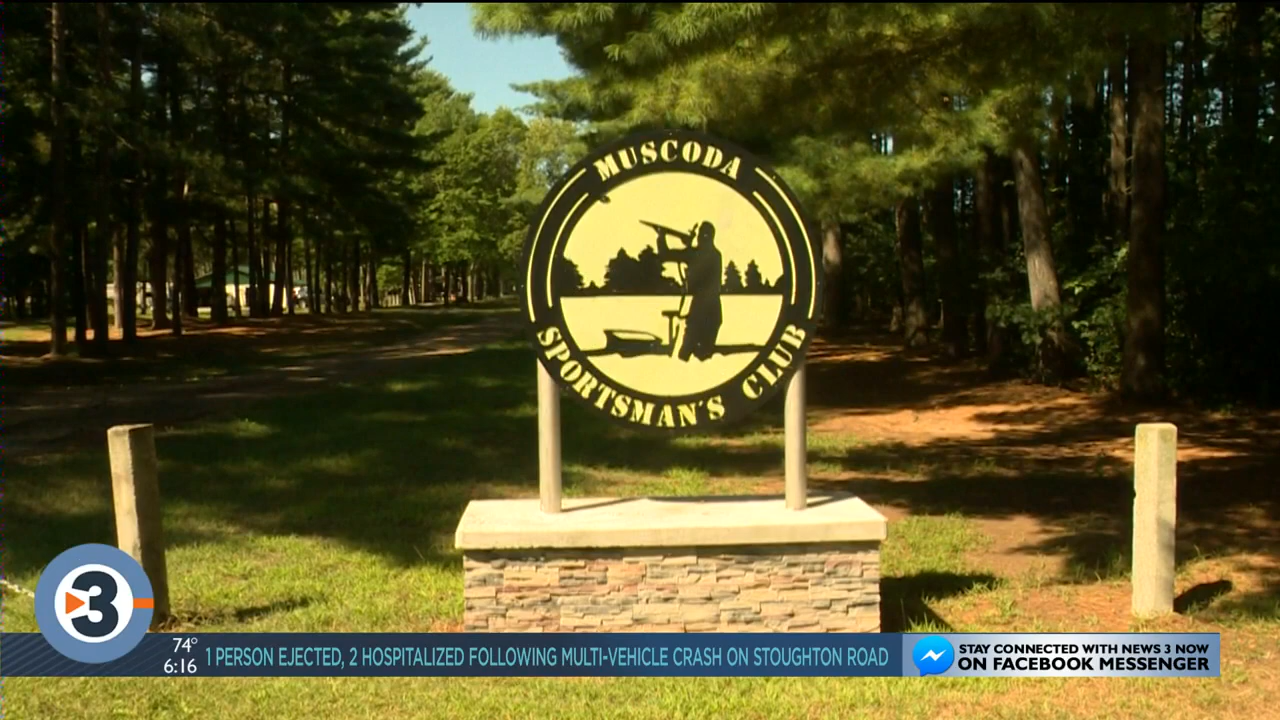 MUSCODA
SPORTSMAN'S CLUB
3
74°
6:16
1 PERSON EJECTED, 2 HOSPITALIZED FOLLOWING MULTI-VEHICLE CRASH ON STOUGHTON ROAD
STAY CONNECTED WITH NEWS 3 NOW
ON FACEBOOK MESSENGER